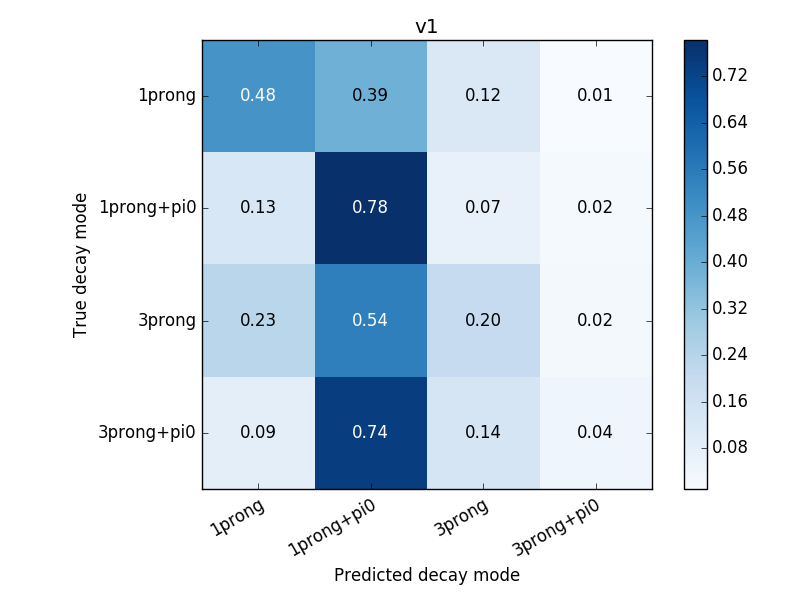 v1
True decay mode
1prong 0.48 0.39 0.12 0.01
1prong+pi0 0.13 0.78 0.07 0.02
3prong 0.23 0.54 0.20 0.02
3prong+pi0 0.09 0.74 0.14 0.04
1prong 1prong+pi0 3prong 3prong+pi0
Predicted decay mode
0.72
0.64
0.56
0.48
0.40
0.32
0.24
0.16
0.08